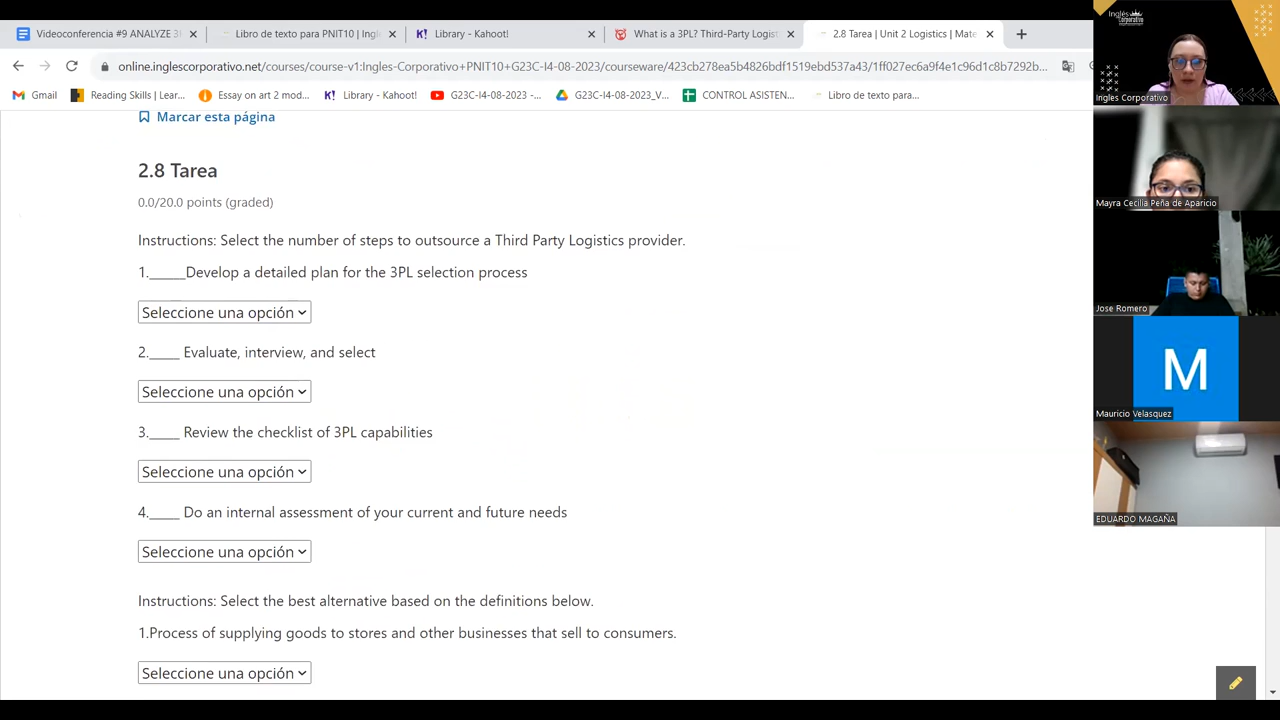 Videoconferencia #9 ANALYZE 3
Libro de texto para PNIT10 | Ingl
Library - Kahoot!
What is a 3PL? Third-Party Logist
2.8 Tarea | Unit 2 Logistics | Mate
online.inglescorporativo.net/courses/course-v1:Ingles-Corporativo+PNIT10+G23C-I4-08-2023/courseware/423cb278ea5b4826bdf1519ebd537a43/1ff027ec6a9f4e1c96d1c8b7292b...
Gmail
Reading Skills | Lear...
Essay on art 2 mod...
Library - Kahoot!
G23C-I4-08-2023 -...
G23C-I4-08-2023_V...
CONTROL ASISTEN...
Libro de texto para...
Marcar esta página
2.8 Tarea
0.0/20.0 points (graded)
Instructions: Select the number of steps to outsource a Third Party Logistics provider.
1.______Develop a detailed plan for the 3PL selection process
Seleccione una opción
2._____ Evaluate, interview, and select
Seleccione una opción
3._____ Review the checklist of 3PL capabilities
Seleccione una opción
4._____ Do an internal assessment of your current and future needs
Seleccione una opción
Instructions: Select the best alternative based on the definitions below.
1.Process of supplying goods to stores and other businesses that sell to consumers.
Seleccione una opción
Inglés
Corporativo
Ingles Corporativo
Mayra Cecilia Peña de Aparicio
Jose Romero
M
Mauricio Velasquez
EDUARDO MAGAÑA